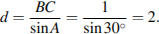 d = BC/sin A = 1/sin 30° = 2.